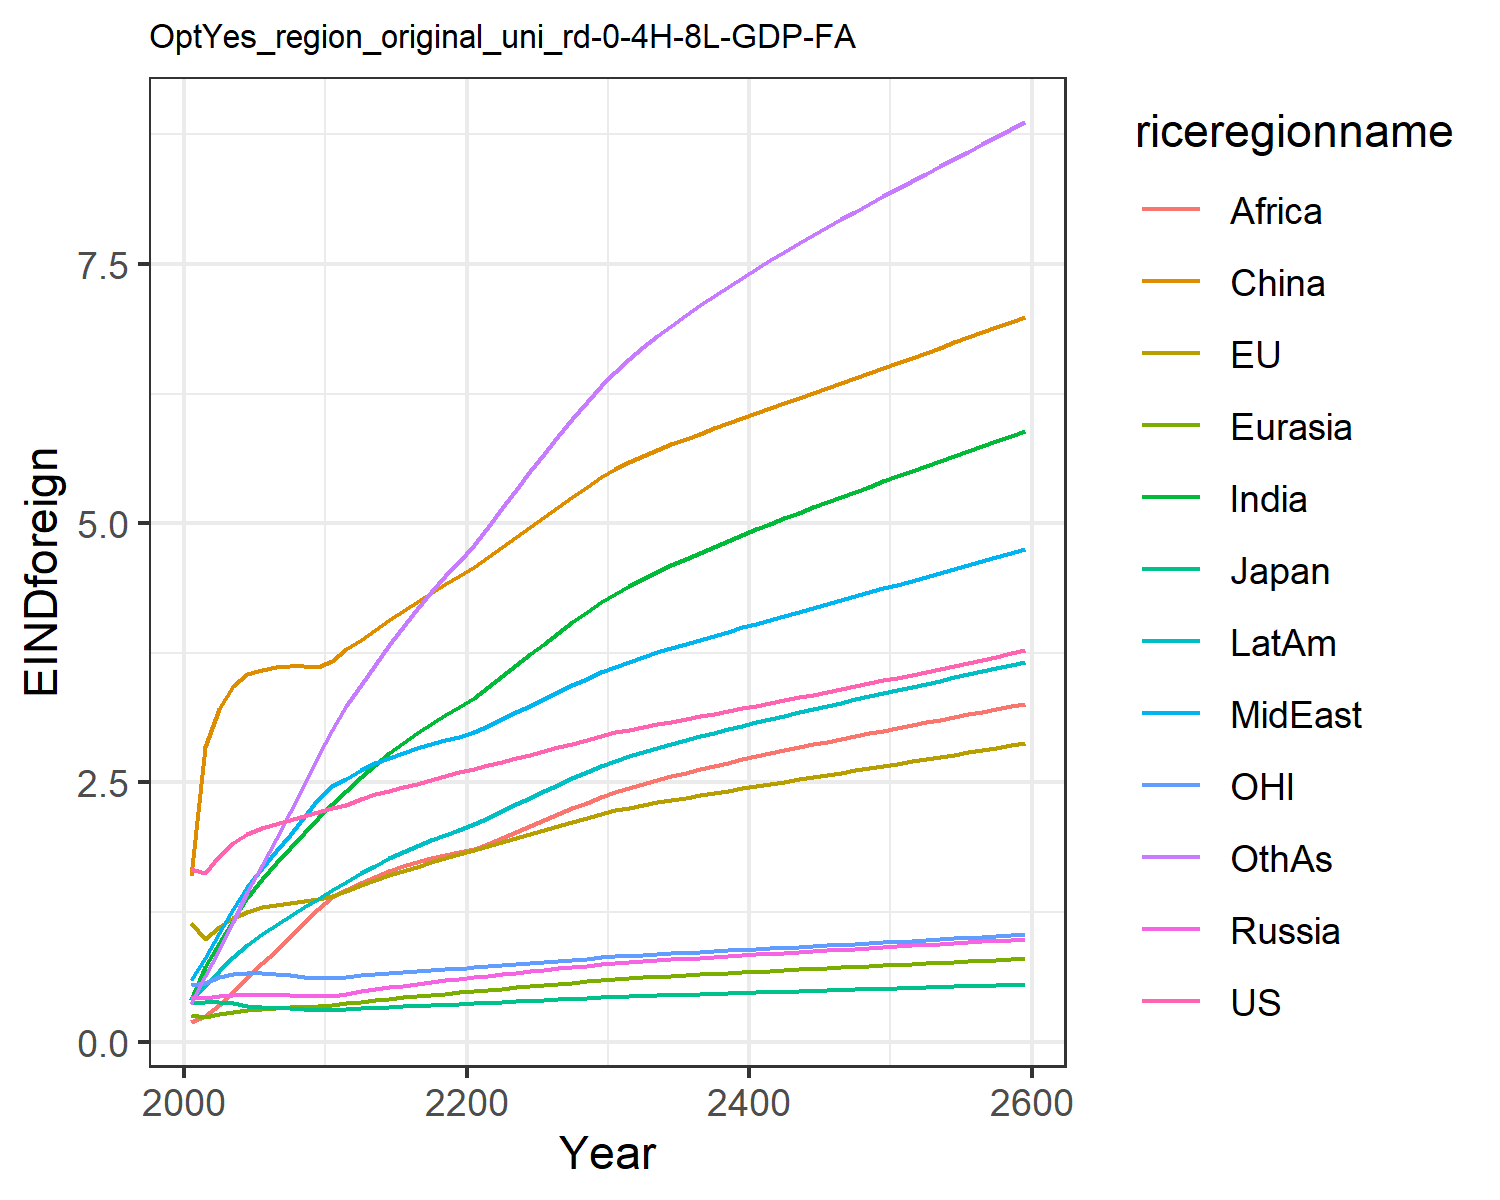 OptYes_region_original_uni_rd-0-4H-8L-GDP-FA
EINDforeign
7.5
5.0
2.5
0.0
2000
2200
2400
2600
Year
riceregionname
Africa
China
EU
Eurasia
India
Japan
LatAm
MidEast
OHI
OthAs
Russia
US